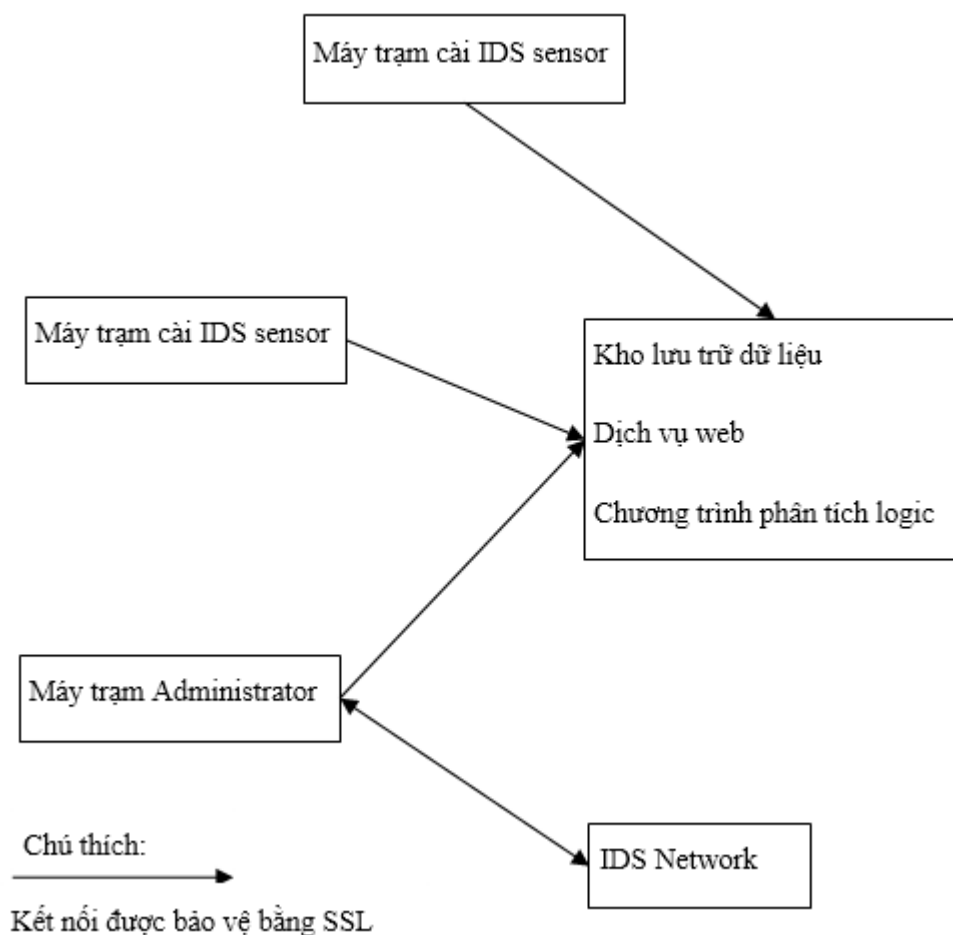 Máy trạm cài IDS sensor
Máy trạm cài IDS sensor
Kho lưu trữ dữ liệu
Dịch vụ web
Chương trình phân tích logic
Máy trạm Administrator
IDS Network
Chú thích:
Kết nối được bảo vệ bằng SSL